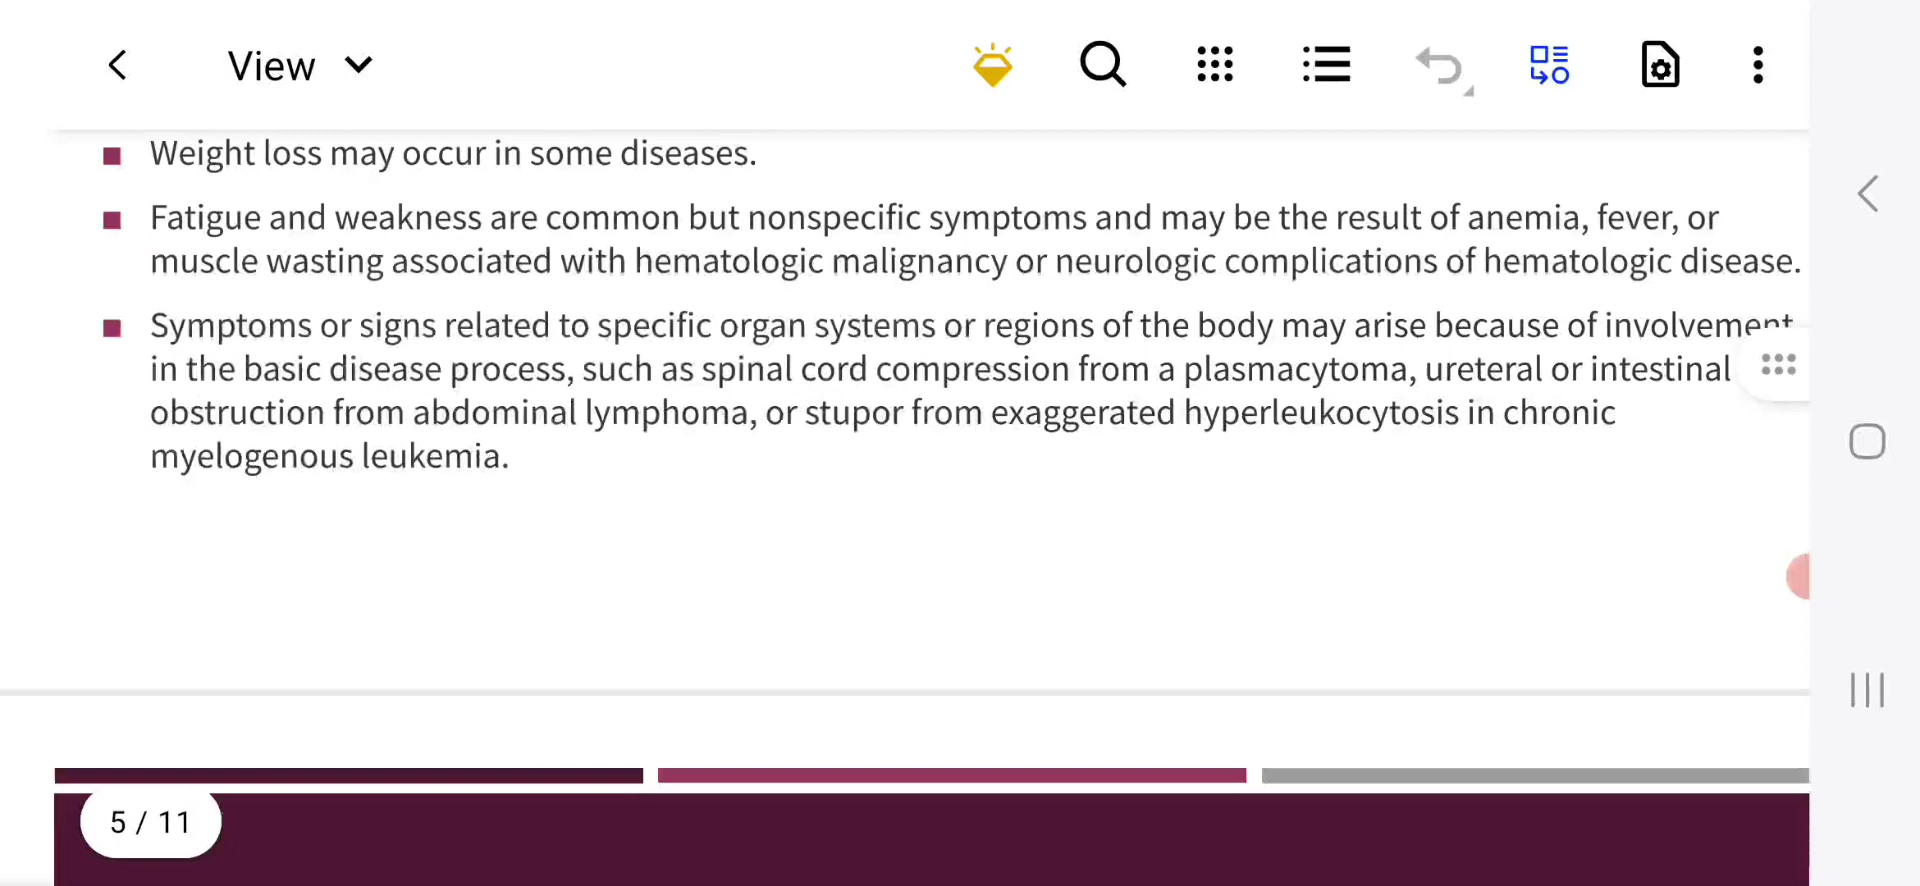 View
Weight loss may occur in some diseases.
Fatigue and weakness are common but nonspecific symptoms and may be the result of anemia, fever, or
muscle wasting associated with hematologic malignancy or neurologic complications of hematologic disease.
Symptoms or signs related to specific organ systems or regions of the body may arise because of involvement
in the basic disease process, such as spinal cord compression from a plasmacytoma, ureteral or intestinal
obstruction from abdominal lymphoma, or stupor from exaggerated hyperleukocytosis in chronic
myelogenous leukemia.
5 / 11